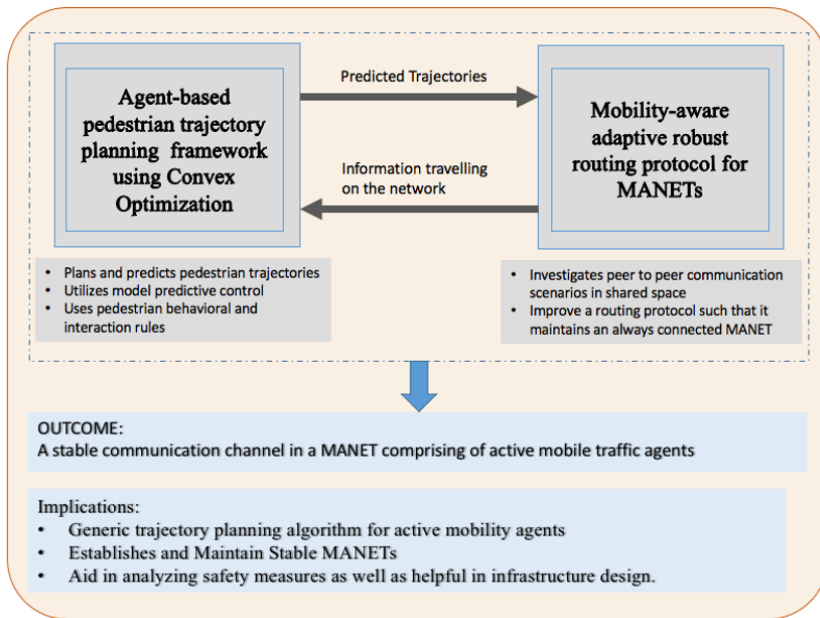 Agent-based
pedestrian trajectory
planning framework
using Convex
Optimization
Predicted Trajectories
Information travelling
on the network
Mobility-aware
adaptive robust
routing protocol for
MANETs
• Plans and predicts pedestrian trajectories
• Utilizes model predictive control
• Uses pedestrian behavioral and
interaction rules
• Investigates peer to peer communication
scenarios in shared space
• Improve a routing protocol such that it
maintains an always connected MANET
OUTCOME:
A stable communication channel in a MANET comprising of active mobile traffic agents
Implications:
• Generic trajectory planning algorithm for active mobility agents
• Establishes and Maintain Stable MANETs
• Aid in analyzing safety measures as well as helpful in infrastructure design.